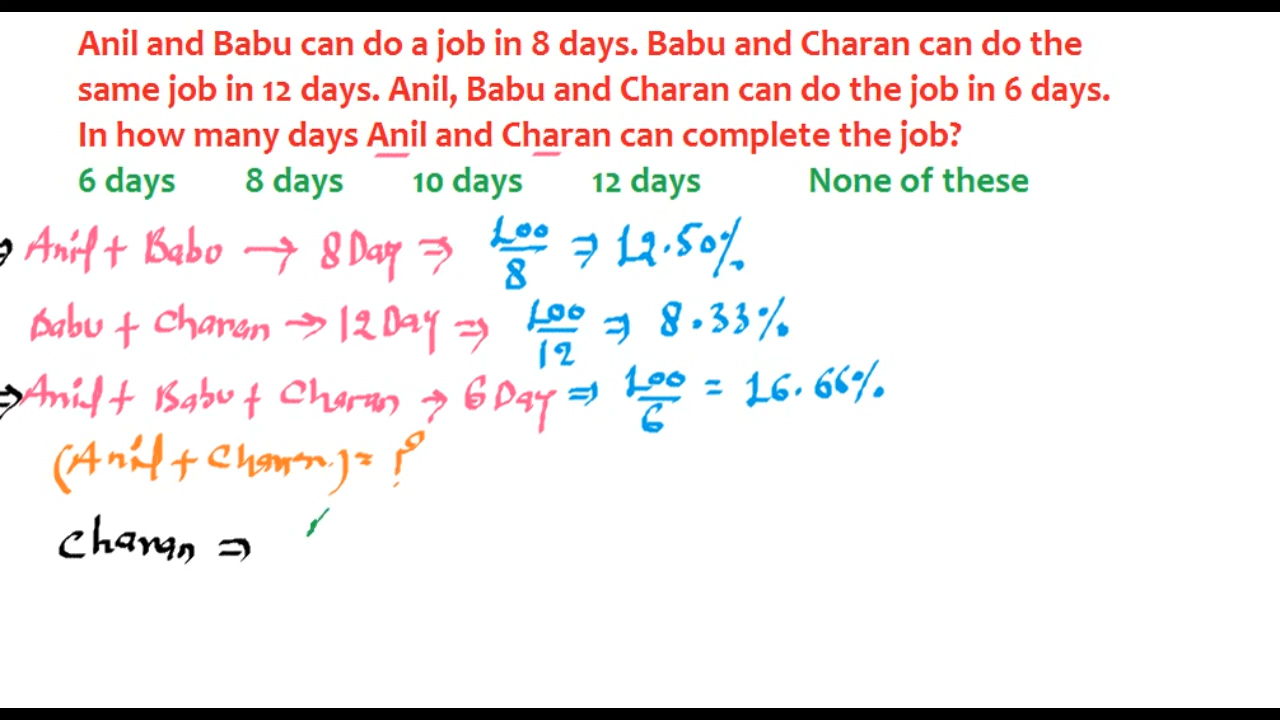 Anil and Babu can do a job in 8 days. Babu and Charan can do the
same job in 12 days. Anil, Babu and Charan can do the job in 6 days.
In how many days Anil and Charan can complete the job?
6 days 8 days 10 days 12 days None of these
⇒ Anil + Babu → 8 Day ⇒ 100/8 ⇒ 12.50%
Babu + Charan → 12 Day ⇒ 100/12 ⇒ 8.33%
⇒ Anil + Babu + Charan → 6 Day ⇒ 100/6 = 16.66%
(Anil + Charan) = ?
Charan ⇒